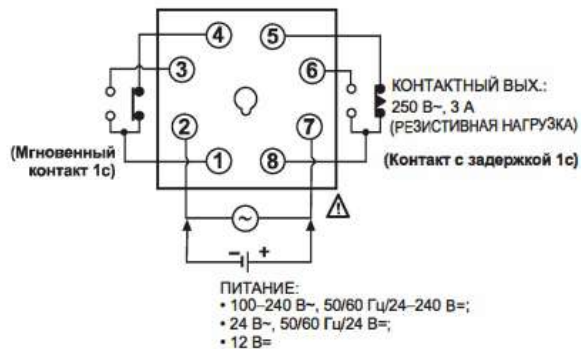 4
5
3
6
КОНТАКТНЫЙ ВЫХ.:
250 В~, 3 А
(РЕЗИСТИВНАЯ НАГРУЗКА)
2
7
(Мгновенный
контакт 1с)
1
8
(Контакт с задержкой 1с)
~
!
− +
ПИТАНИЕ:
• 100–240 В~, 50/60 Гц/24–240 В=;
• 24 В~, 50/60 Гц/24 В=;
• 12 В=